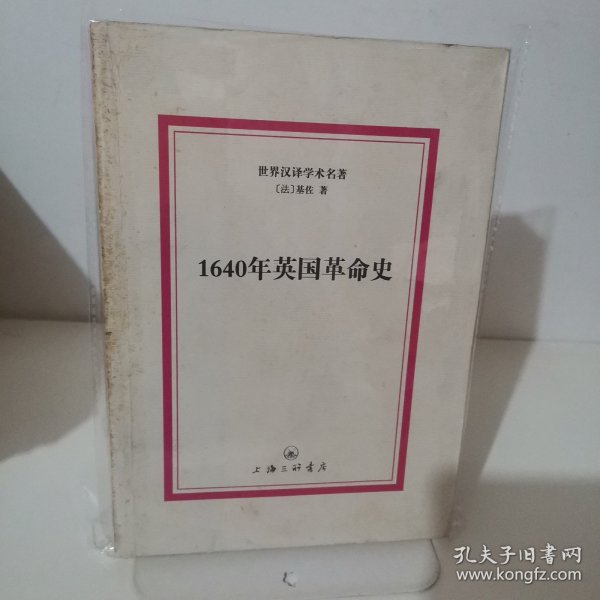 世界汉译学术名著
〔法〕基佐 著
1640年英国革命史
上海三联书店
孔夫子旧书网
www.kongfz.com